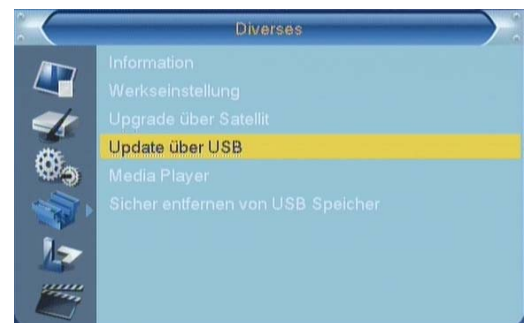 Diverses
Information
Werkseinstellung
Upgrade über Satellit
Update über USB
Media Player
Sicher entfernen von USB Speicher